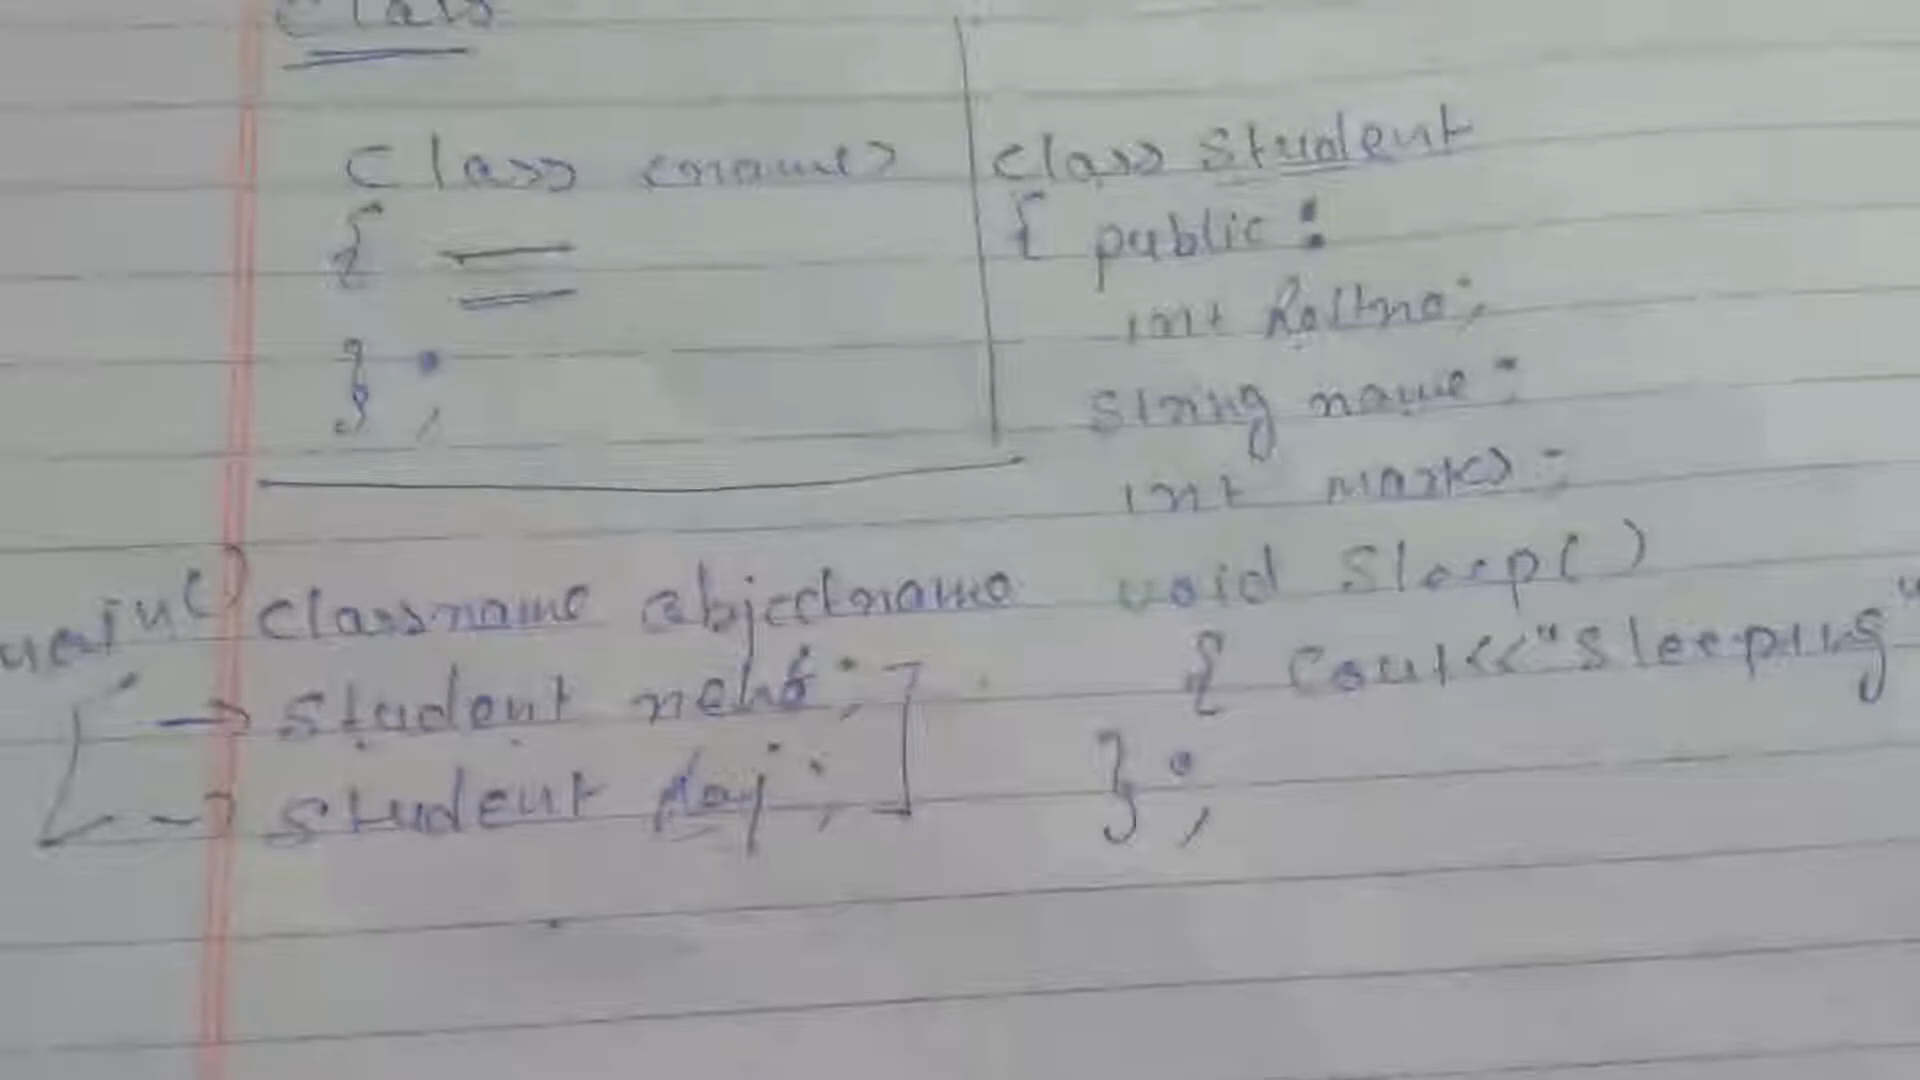 Class
Class <name>
{
} ;
class student
{ public :
int Rollno ;
String name ;
int marks ;
void Sleep( )
{ Cout<<"Sleeping"
} ;
main( ) Classname objectname
→ student neha ;
→ student